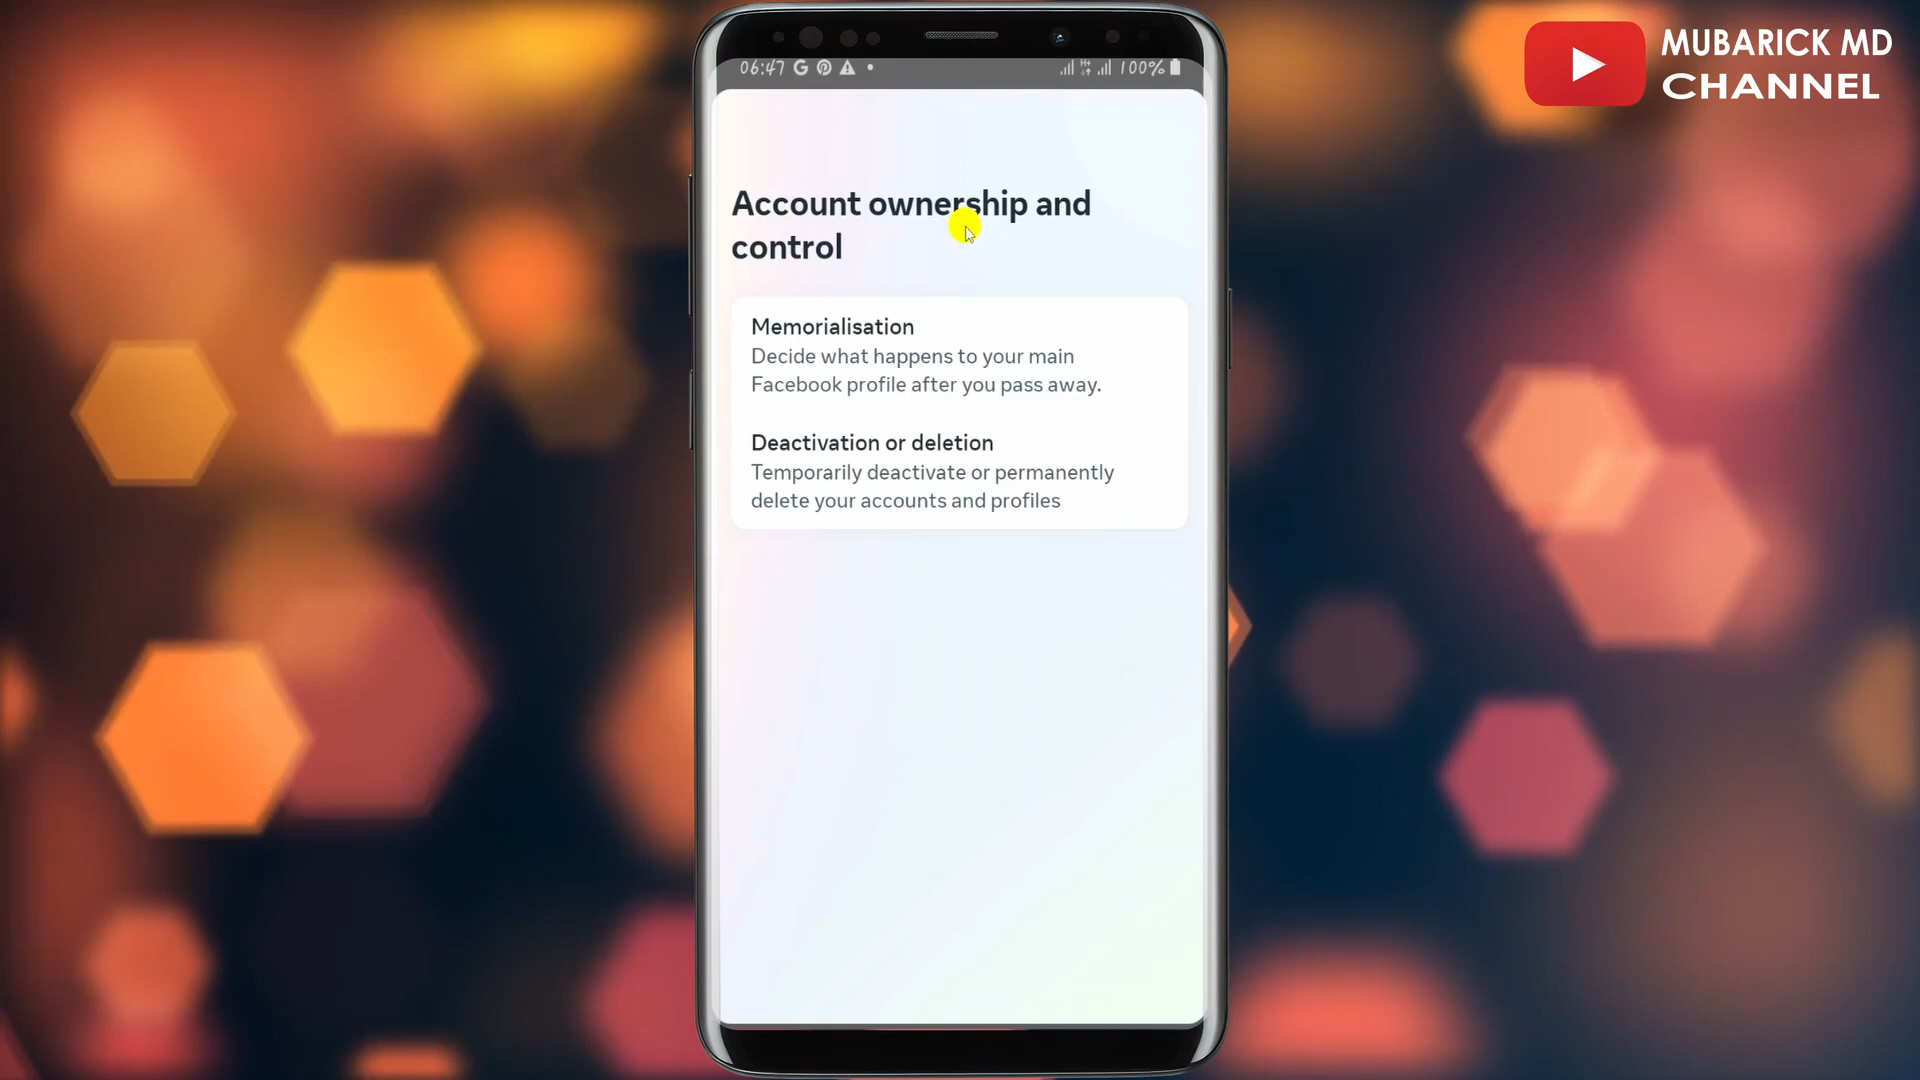 MUBARICK MD
CHANNEL
06:47
100%
Account ownership and
control
Memorialisation
Decide what happens to your main
Facebook profile after you pass away.
Deactivation or deletion
Temporarily deactivate or permanently
delete your accounts and profiles